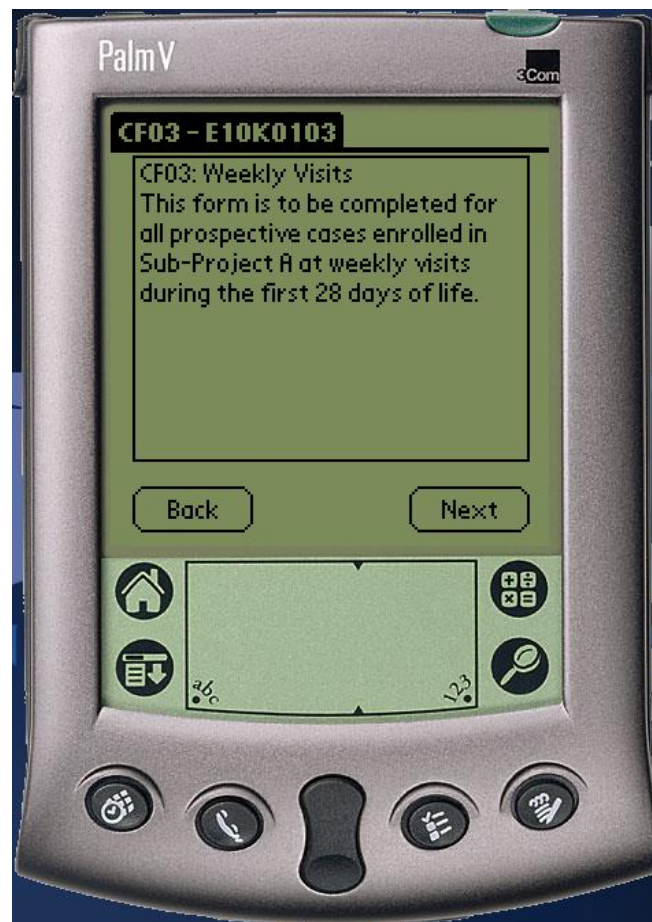 PalmV
3Com
CF03 - E10K0103
CF03: Weekly Visits
This form is to be completed for
all prospective cases enrolled in
Sub-Project A at weekly visits
during the first 28 days of life.
Back
Next
abc
123